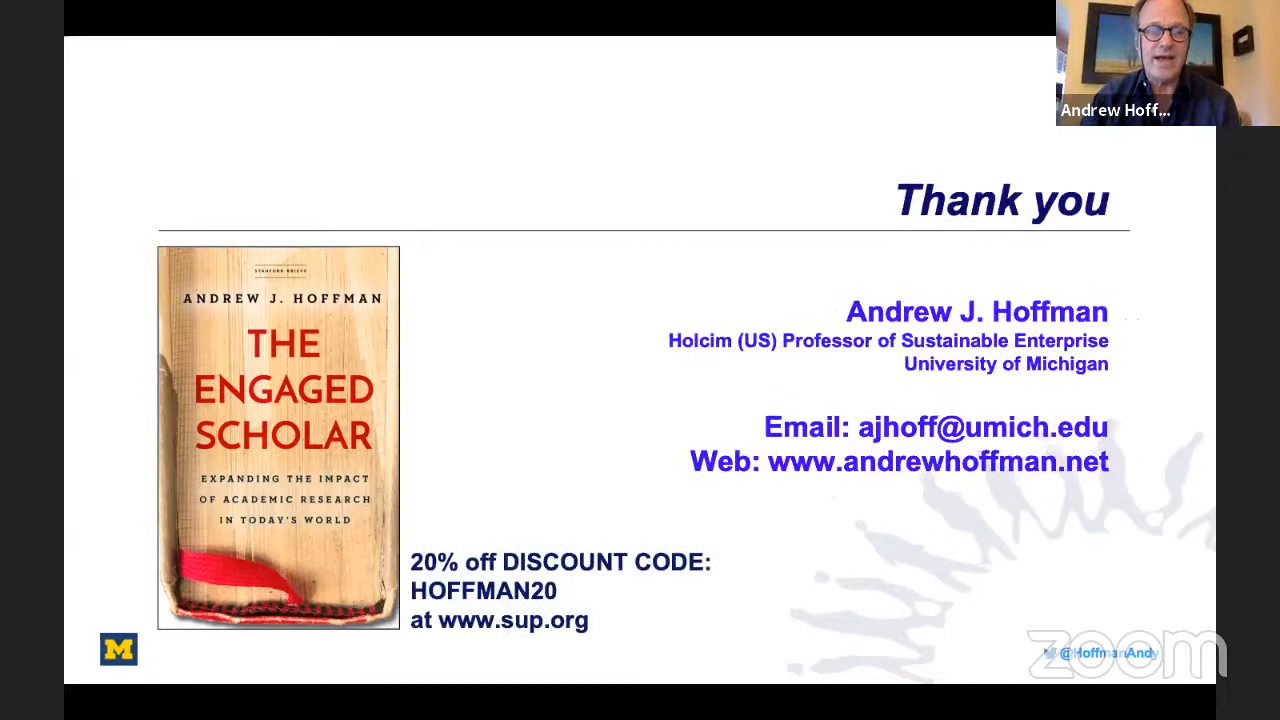 Andrew Hoff...
Thank you
STANFORD BRIEFS
ANDREW J. HOFFMAN
THE
ENGAGED
SCHOLAR
EXPANDING THE IMPACT
OF ACADEMIC RESEARCH
IN TODAY'S WORLD
Andrew J. Hoffman
Holcim (US) Professor of Sustainable Enterprise
University of Michigan
Email: ajhoff@umich.edu
Web: www.andrewhoffman.net
20% off DISCOUNT CODE:
HOFFMAN20
at www.sup.org
M
@HoffmanAndy
zoom